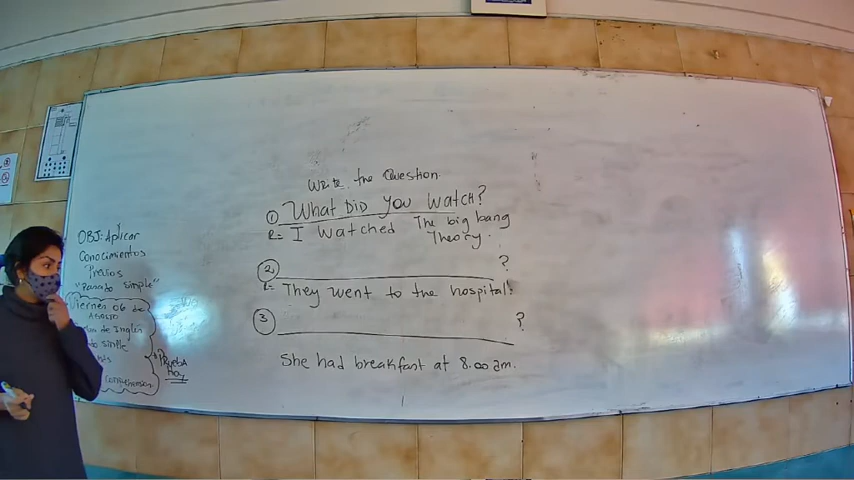 OBJ: Aplicar
Conocimientos
Previos
"Pasado simple"
Viernes 06 de
AGOSTO
de Inglés
simple
PRUEBA
Hoy
Comprehension
Write the Question
① What DiD you watch?
R= I watched The big bang
Theory.
② ?
R= They went to the hospital.
③ ?
She had breakfast at 8.00 am.